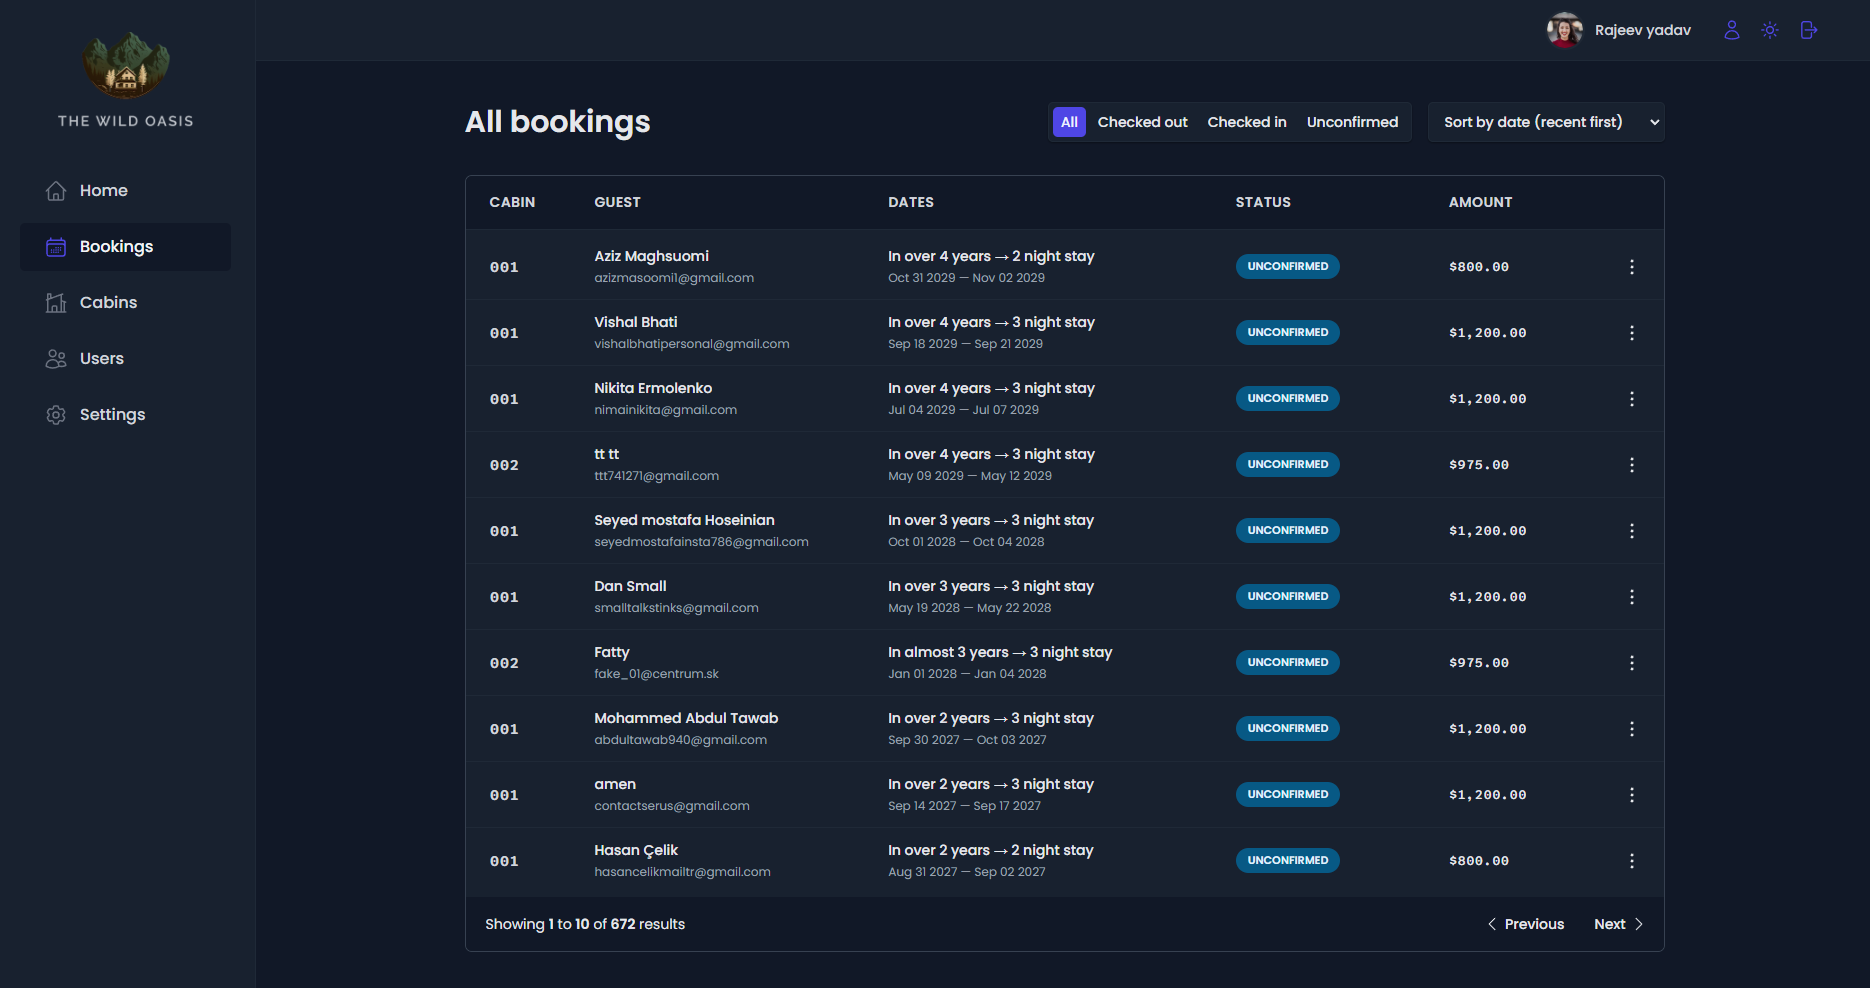 THE WILD OASIS
Home
Bookings
Cabins
Users
Settings
Rajeev yadav
All bookings
All Checked out Checked in Unconfirmed
Sort by date (recent first)
CABIN GUEST DATES STATUS AMOUNT
001 Aziz Maghsuomi In over 4 years → 2 night stay UNCONFIRMED $800.00
azizmasoomi1@gmail.com Oct 31 2029 — Nov 02 2029
001 Vishal Bhati In over 4 years → 3 night stay UNCONFIRMED $1,200.00
vishalbhatipersonal@gmail.com Sep 18 2029 — Sep 21 2029
001 Nikita Ermolenko In over 4 years → 3 night stay UNCONFIRMED $1,200.00
nimainikita@gmail.com Jul 04 2029 — Jul 07 2029
002 tt tt In over 4 years → 3 night stay UNCONFIRMED $975.00
ttt741271@gmail.com May 09 2029 — May 12 2029
001 Seyed mostafa Hoseinian In over 3 years → 3 night stay UNCONFIRMED $1,200.00
seyedmostafainsta786@gmail.com Oct 01 2028 — Oct 04 2028
001 Dan Small In over 3 years → 3 night stay UNCONFIRMED $1,200.00
smalltalkstinks@gmail.com May 19 2028 — May 22 2028
002 Fatty In almost 3 years → 3 night stay UNCONFIRMED $975.00
fake_01@centrum.sk Jan 01 2028 — Jan 04 2028
001 Mohammed Abdul Tawab In over 2 years → 3 night stay UNCONFIRMED $1,200.00
abdultawab940@gmail.com Sep 30 2027 — Oct 03 2027
001 amen In over 2 years → 3 night stay UNCONFIRMED $1,200.00
contactserus@gmail.com Sep 14 2027 — Sep 17 2027
001 Hasan Çelik In over 2 years → 2 night stay UNCONFIRMED $800.00
hasancelikmailtr@gmail.com Aug 31 2027 — Sep 02 2027
Showing 1 to 10 of 672 results
Previous Next